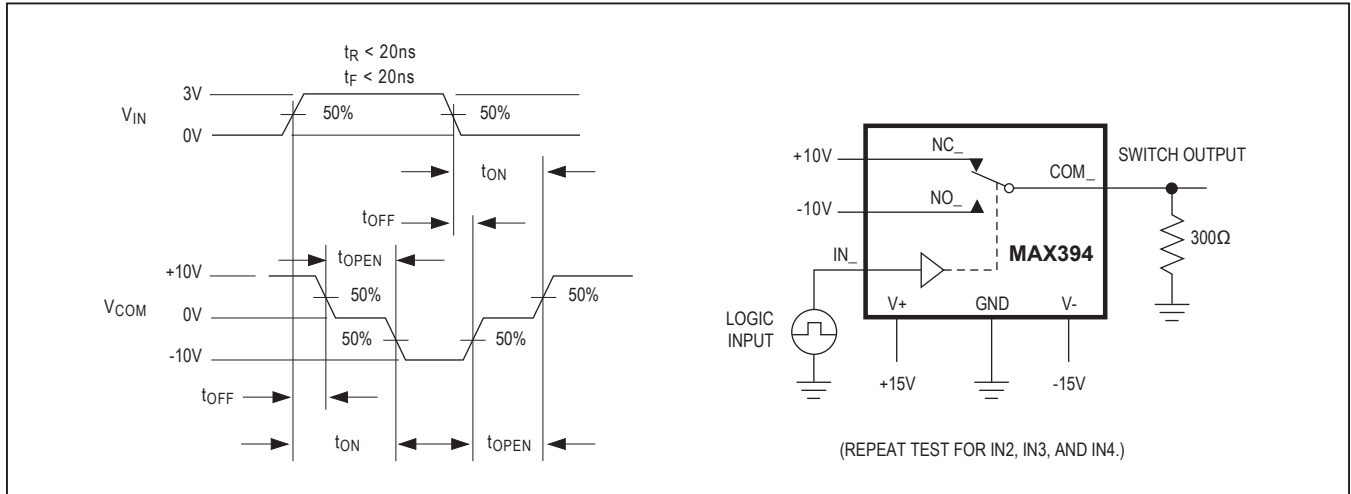 tR < 20ns
tF < 20ns
3V
VIN
50%
50%
0V
tON
tOFF
tOPEN
+10V
50%
50%
VCOM
0V
50%
50%
-10V
tOFF
tON
tOPEN
+10V
NC_
COM_
SWITCH OUTPUT
-10V
NO_
300Ω
IN_
MAX394
V+
GND
V-
LOGIC
INPUT
+15V
-15V
(REPEAT TEST FOR IN2, IN3, AND IN4.)